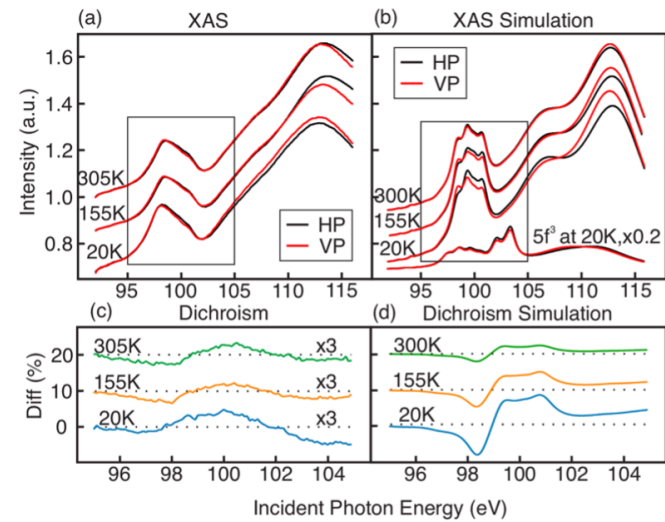 (a) XAS
(b) XAS Simulation
Intensity (a.u.)
1.6
1.4
1.2
1.0
0.8
305K
155K
20K
HP
VP
95 100 105 110 115
HP
VP
300K
155K
20K
5f³ at 20K,x0.2
95 100 105 110 115
(c) Dichroism
(d) Dichroism Simulation
Diff (%)
20
10
0
305K x3
155K x3
20K x3
96 98 100 102 104
300K
155K
20K
96 98 100 102 104
Incident Photon Energy (eV)